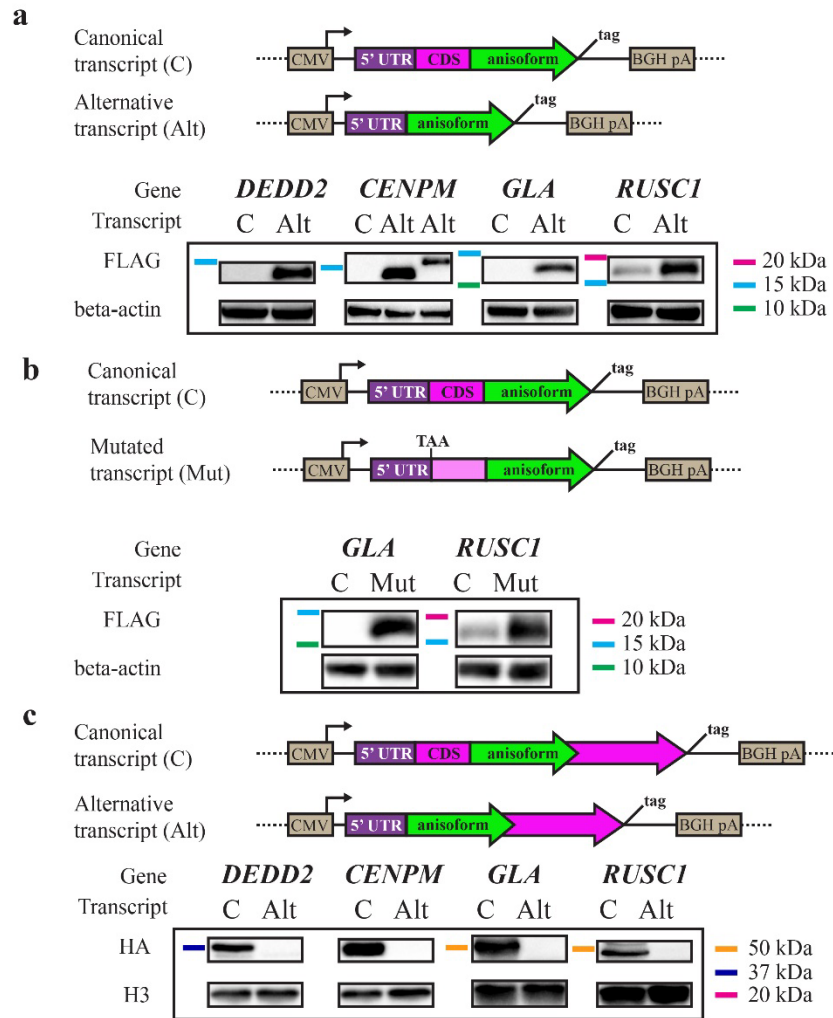 a
Canonical transcript (C)
CMV 5' UTR CDS anisoform tag BGH pA
Alternative transcript (Alt)
CMV 5' UTR anisoform tag BGH pA
Gene DEDD2 CENPM GLA RUSC1
Transcript C Alt C Alt Alt C Alt C Alt
FLAG
20 kDa
15 kDa
beta-actin
10 kDa
b
Canonical transcript (C)
CMV 5' UTR CDS anisoform tag BGH pA
Mutated transcript (Mut)
CMV 5' UTR TAA anisoform tag BGH pA
Gene GLA RUSC1
Transcript C Mut C Mut
FLAG
20 kDa
15 kDa
beta-actin
10 kDa
c
Canonical transcript (C)
CMV 5' UTR CDS anisoform tag BGH pA
Alternative transcript (Alt)
CMV 5' UTR anisoform tag BGH pA
Gene DEDD2 CENPM GLA RUSC1
Transcript C Alt C Alt C Alt C Alt
HA
50 kDa
37 kDa
H3
20 kDa